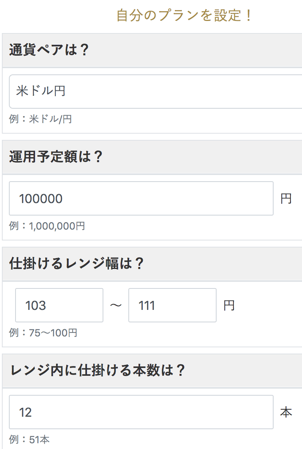 自分のプランを設定！
通貨ペアは？
米ドル円
例：米ドル/円
運用予定額は？
100000 円
例：1,000,000円
仕掛けるレンジ幅は？
103 〜 111 円
例：75〜100円
レンジ内に仕掛ける本数は？
12 本
例：51本